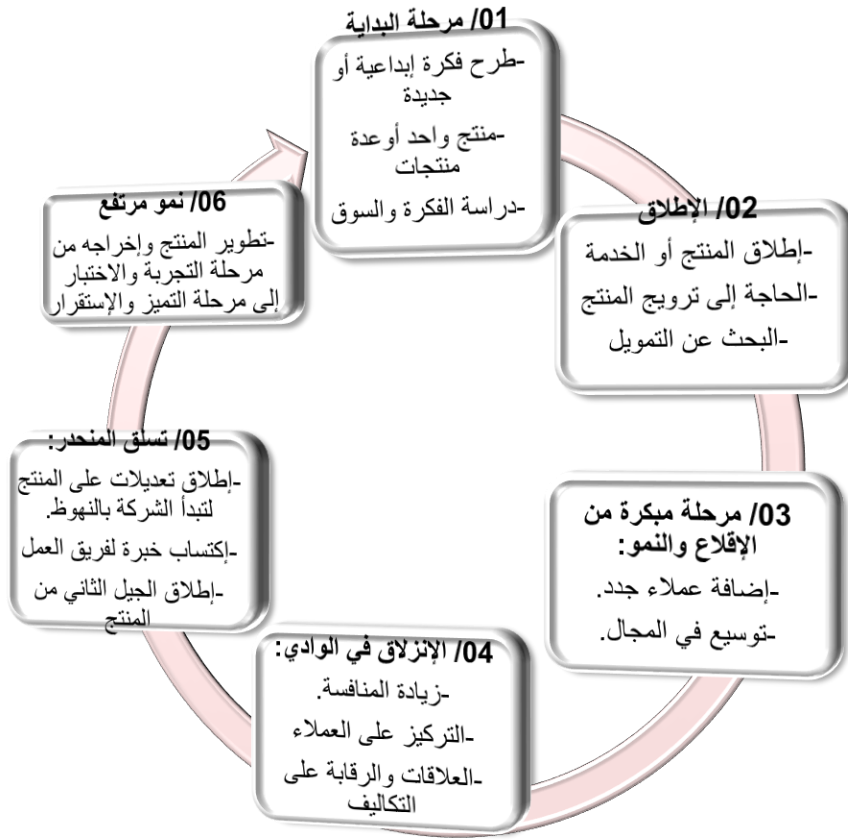 01/ مرحلة البداية
-طرح فكرة إبداعية أو
جديدة
-منتج واحد أوعدة
منتجات
-دراسة الفكرة والسوق
02/ الإطلاق
-إطلاق المنتج أو الخدمة
-الحاجة إلى ترويج المنتج
-البحث عن التمويل
03/ مرحلة مبكرة من
الإقلاع والنمو:
-إضافة عملاء جدد.
-توسيع في المجال.
04/ الإنزلاق في الوادي:
-زيادة المنافسة.
-التركيز على العملاء
-العلاقات والرقابة على
التكاليف
05/ تسلق المنحدر:
-إطلاق تعديلات على المنتج
لتبدأ الشركة بالنهوظ.
-إكتساب خبرة لفريق العمل
-إطلاق الجيل الثاني من
المنتج
06/ نمو مرتفع
-تطوير المنتج وإخراجه من
مرحلة التجربة والاختبار
إلى مرحلة التميز والإستقرار